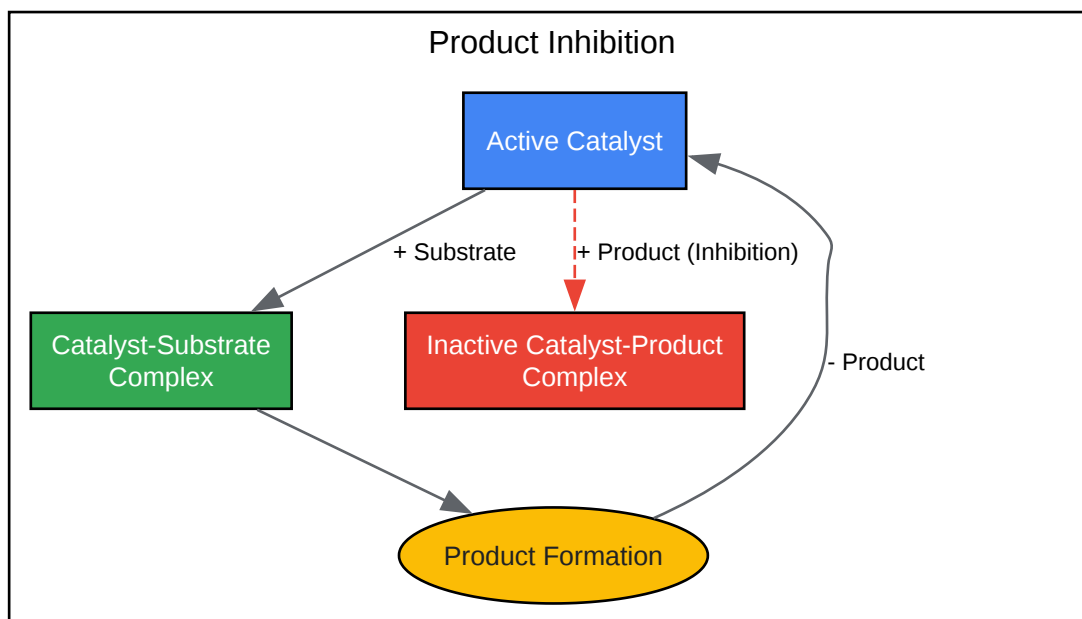 Product Inhibition
Active Catalyst
+ Substrate
+ Product (Inhibition)
Catalyst-Substrate
Complex
Inactive Catalyst-Product
Complex
- Product
Product Formation